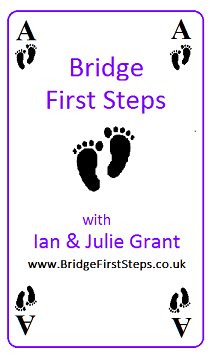 A A
Bridge
First Steps
with
Ian & Julie Grant
www.BridgeFirstSteps.co.uk
A A